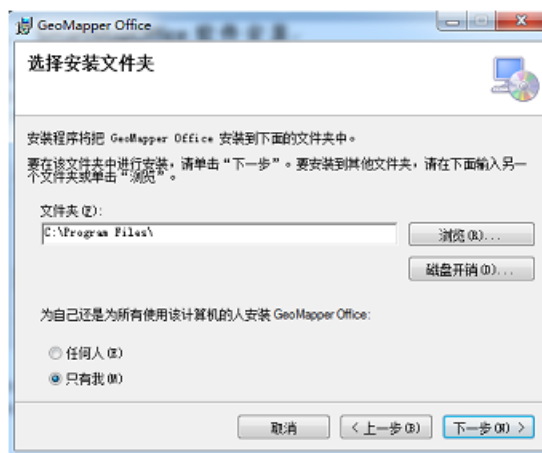 GeoMapper Office
选择安装文件夹
安装程序将把 GeoMapper Office 安装到下面的文件夹中。
要在该文件夹中进行安装，请单击“下一步”。要安装到其他文件夹，请在下面输入另一
个文件夹或单击“浏览”。
文件夹(F):
C:\Program Files\
浏览(R)...
磁盘开销(D)...
为自己还是为所有使用该计算机的人安装 GeoMapper Office:
任何人(E)
只有我(M)
取消
< 上一步(B)
下一步(N) >